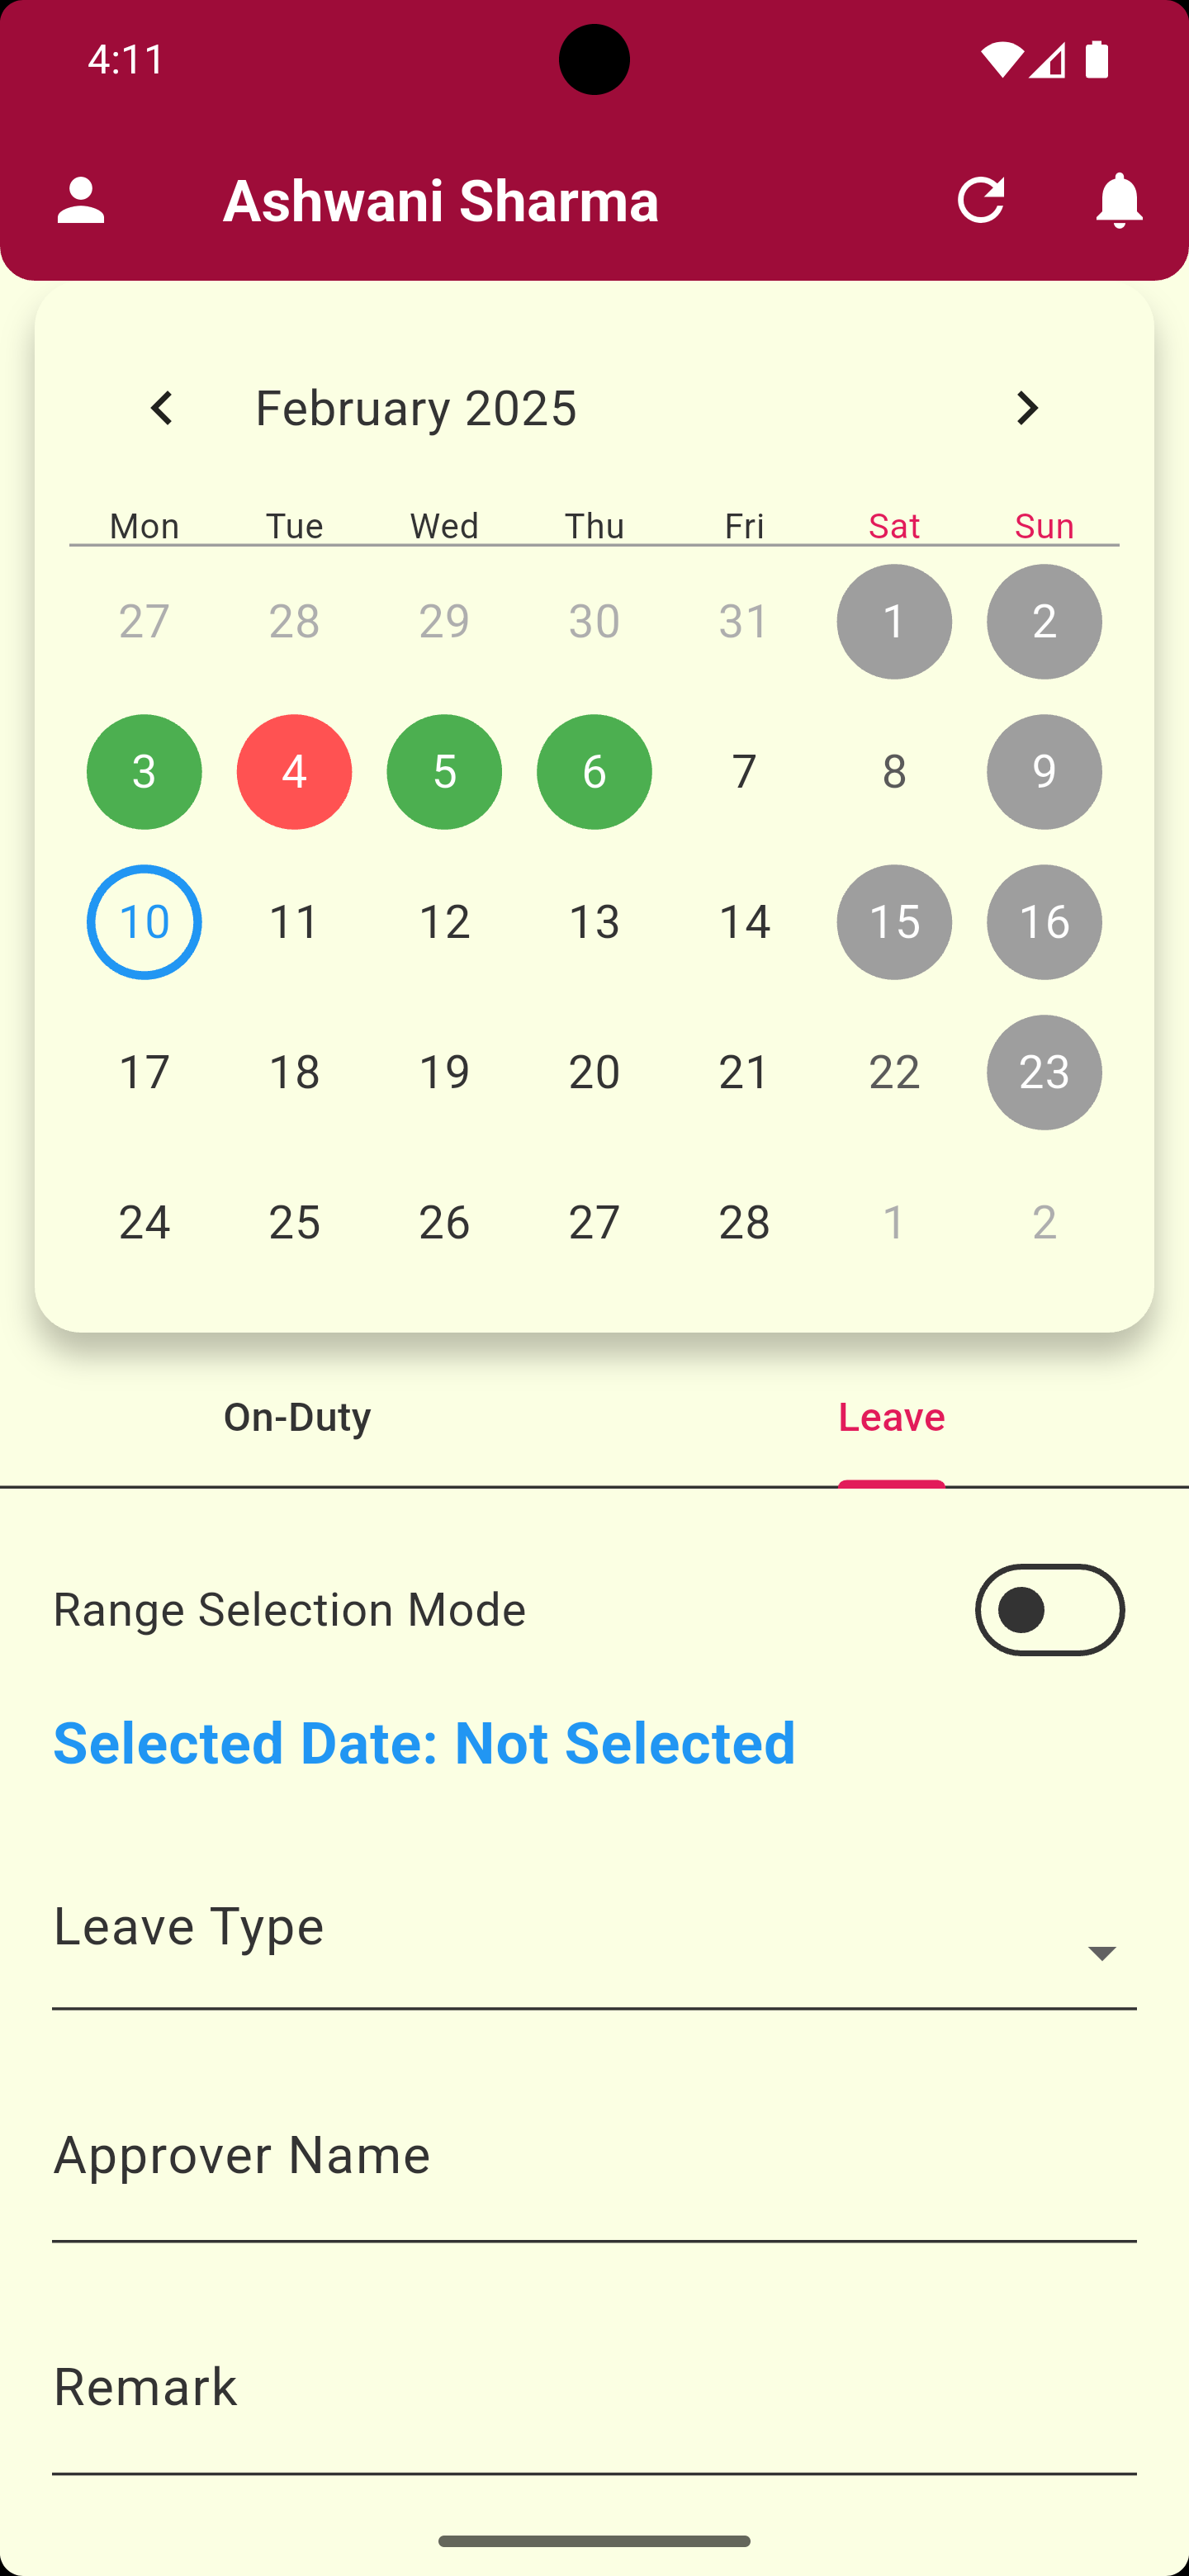 4:11
Ashwani Sharma
February 2025
Mon Tue Wed Thu Fri Sat Sun
27 28 29 30 31 1 2
3 4 5 6 7 8 9
10 11 12 13 14 15 16
17 18 19 20 21 22 23
24 25 26 27 28 1 2
On-Duty Leave
Range Selection Mode
Selected Date: Not Selected
Leave Type
Approver Name
Remark